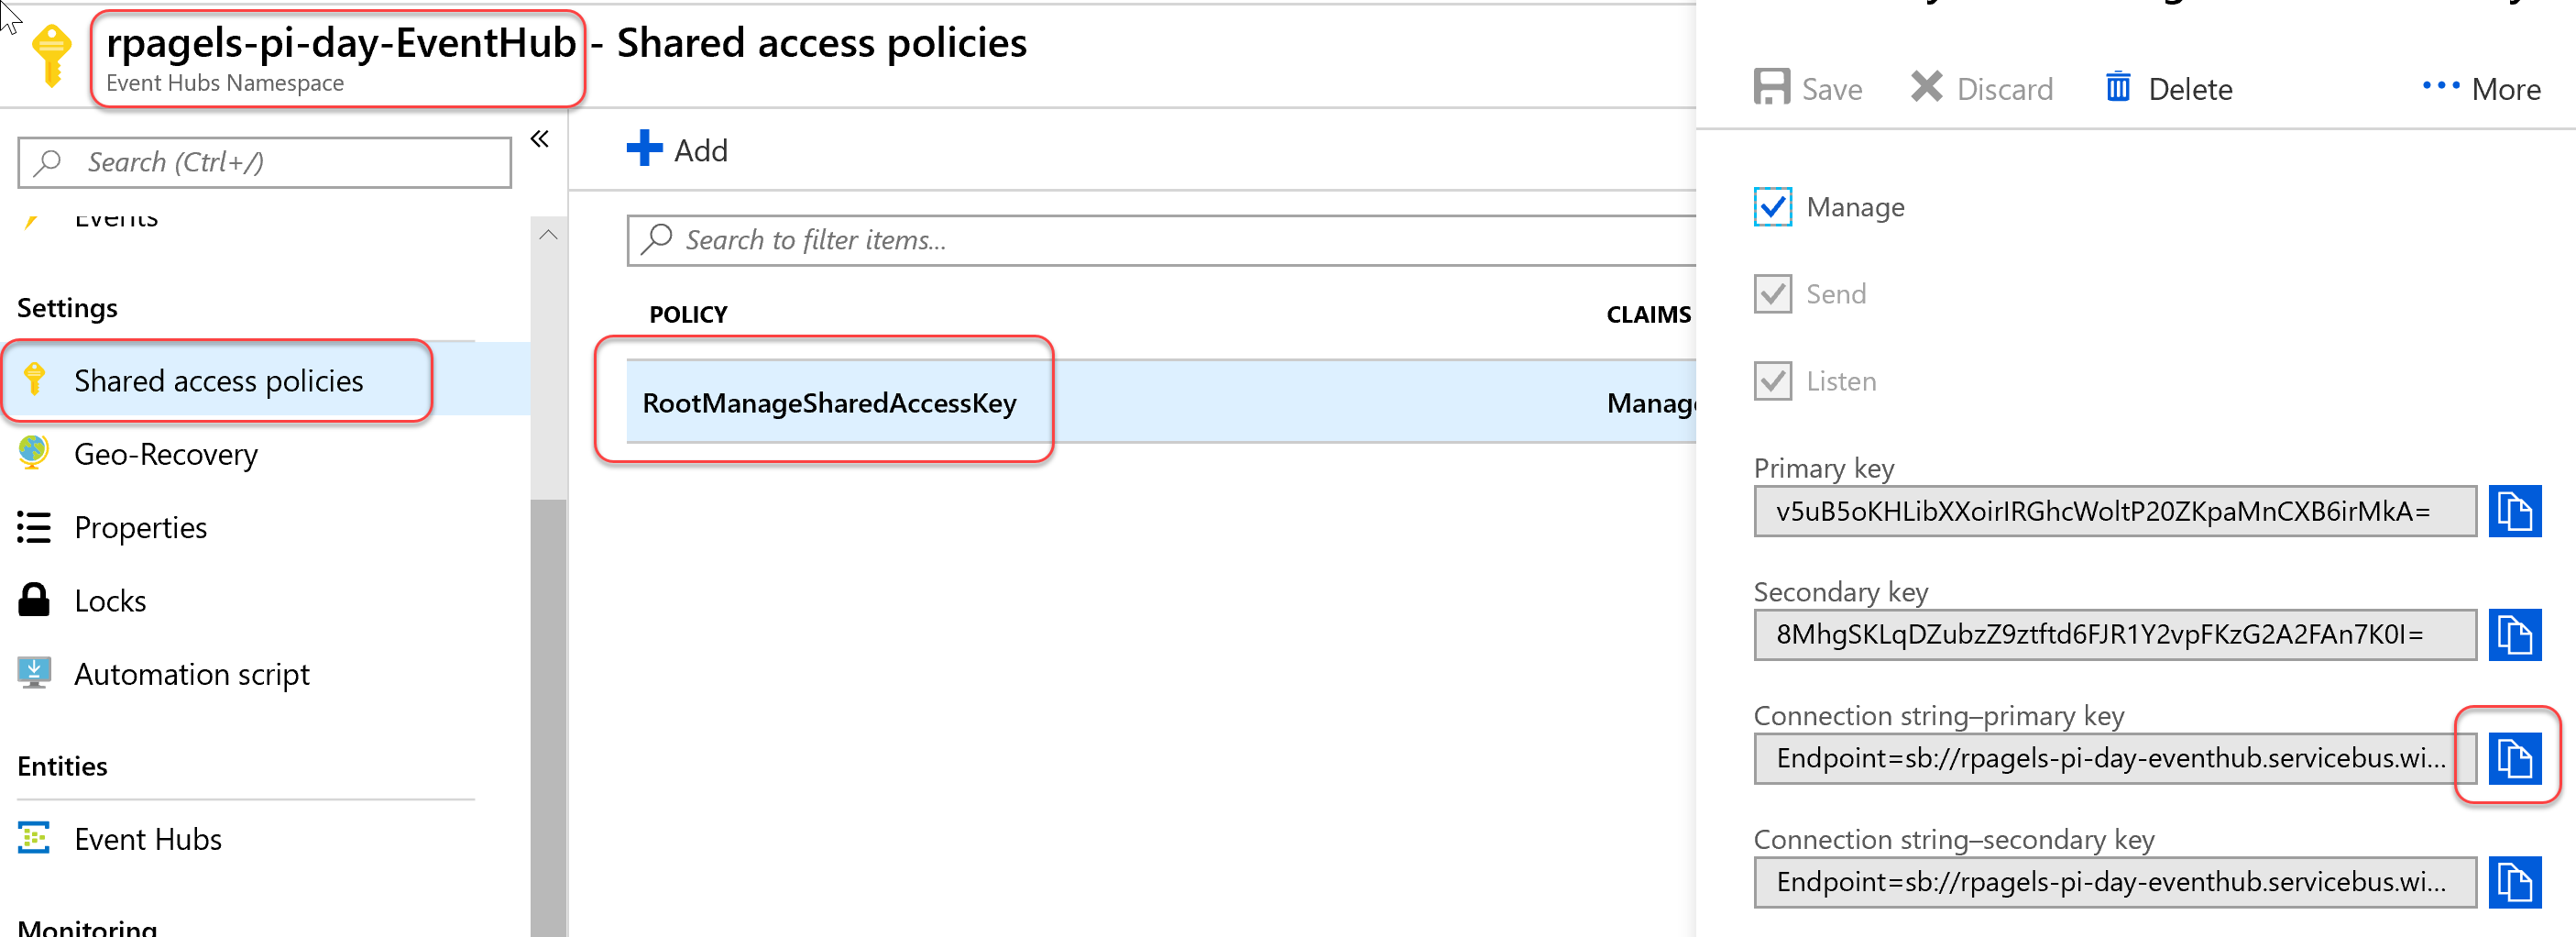 rpagels-pi-day-EventHub - Shared access policies
Event Hubs Namespace
Search (Ctrl+/)
Events
Settings
Shared access policies
Geo-Recovery
Properties
Locks
Automation script
Entities
Event Hubs
Monitoring
Add
Search to filter items...
POLICY CLAIMS
RootManageSharedAccessKey Manage
Save Discard Delete ··· More
Manage
Send
Listen
Primary key
v5uB5oKHLibXXoirIRGhcWoltP20ZKpaMnCXB6irMkA=
Secondary key
8MhgSKLqDZubzZ9ztftd6FJR1Y2vpFKzG2A2FAn7K0I=
Connection string–primary key
Endpoint=sb://rpagels-pi-day-eventhub.servicebus.wi...
Connection string–secondary key
Endpoint=sb://rpagels-pi-day-eventhub.servicebus.wi...